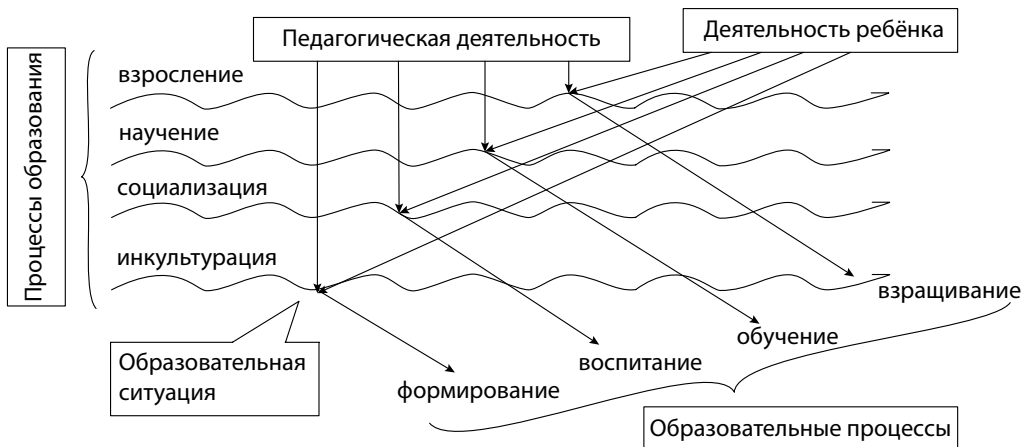 Педагогическая деятельность
Деятельность ребёнка
Процессы образования
взросление
научение
социализация
инкультурация
взращивание
обучение
воспитание
формирование
Образовательная
ситуация
Образовательные процессы